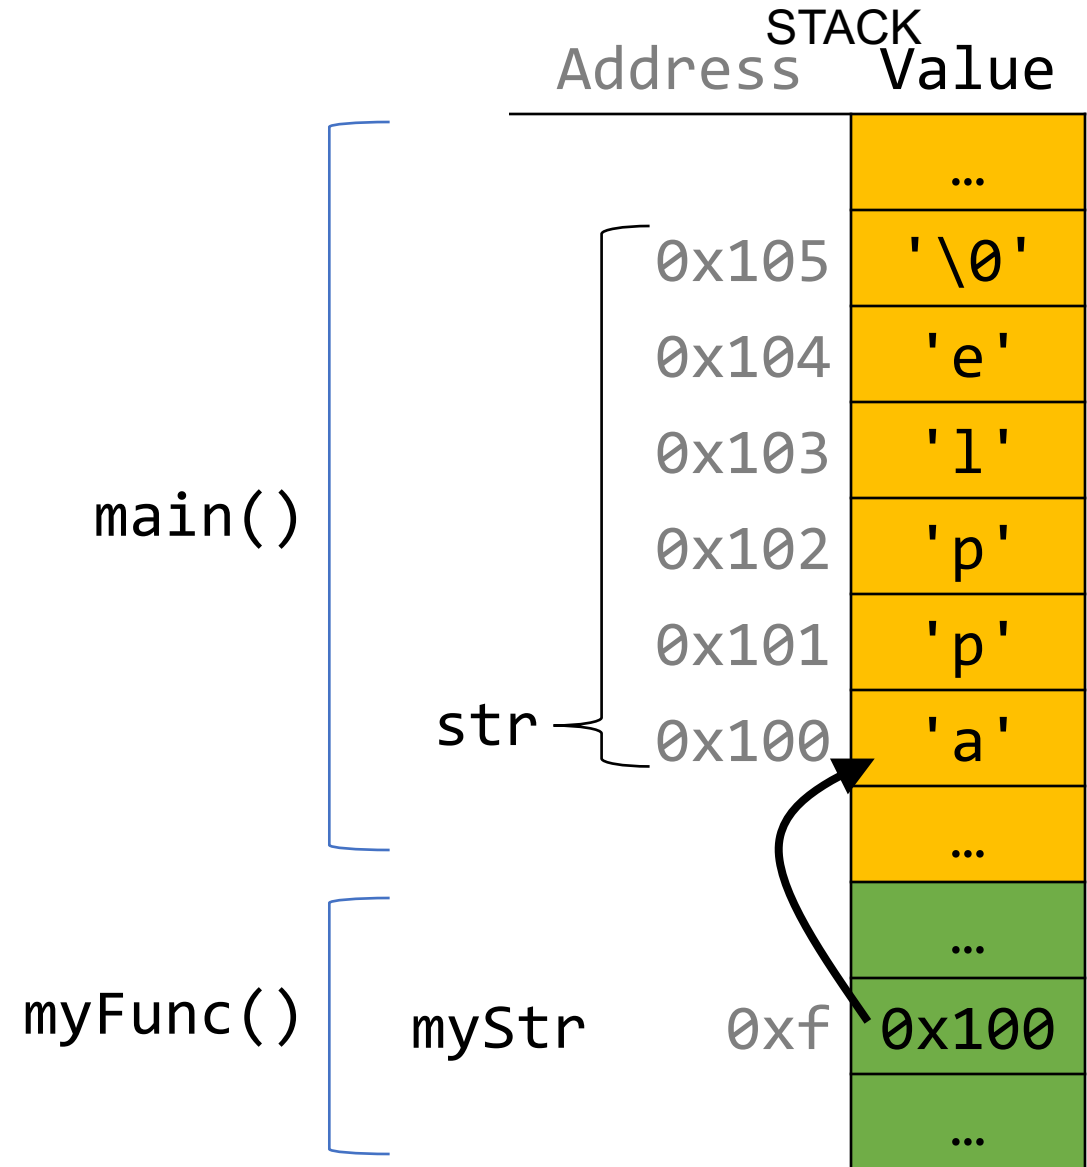 STACK
Address Value
…
0x105 '\0'
0x104 'e'
0x103 'l'
main() 0x102 'p'
0x101 'p'
str 0x100 'a'
…
…
myFunc() myStr 0xf 0x100
…